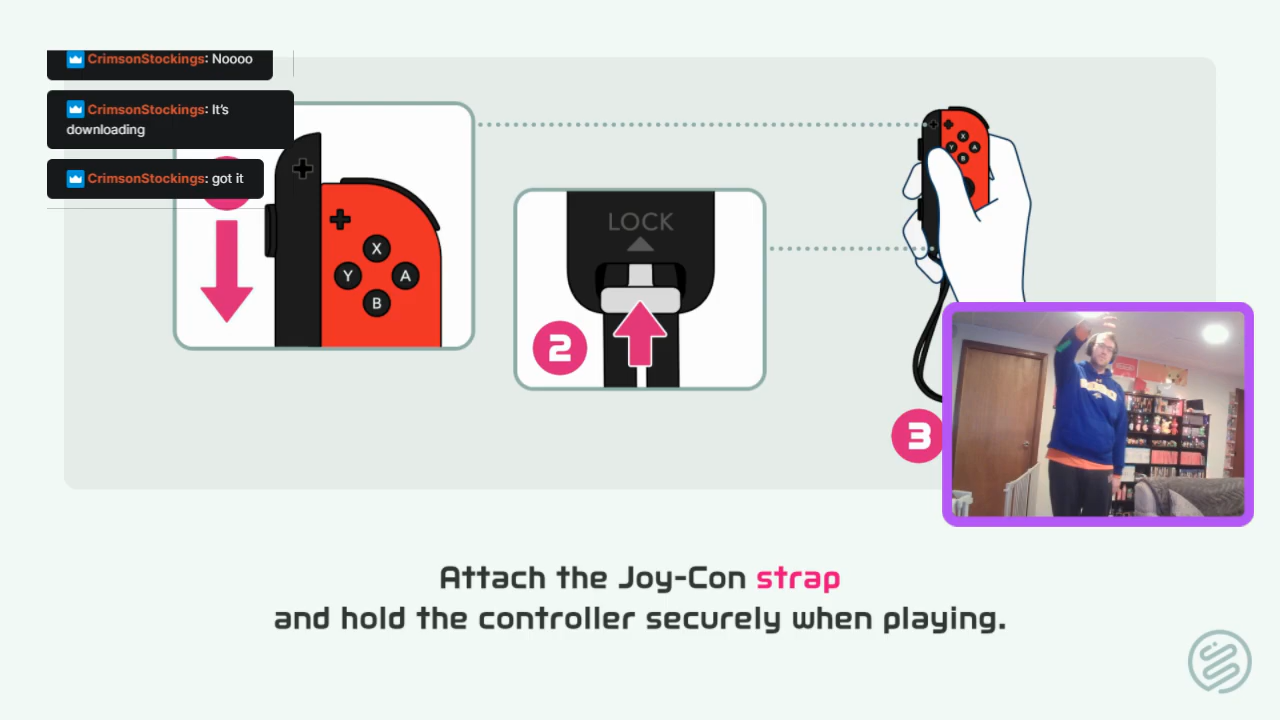 CrimsonStockings: Noooo
CrimsonStockings: It's
downloading
CrimsonStockings: got it
X
Y
A
B
LOCK
2
X
Y
A
B
3
Attach the Joy-Con strap
and hold the controller securely when playing.